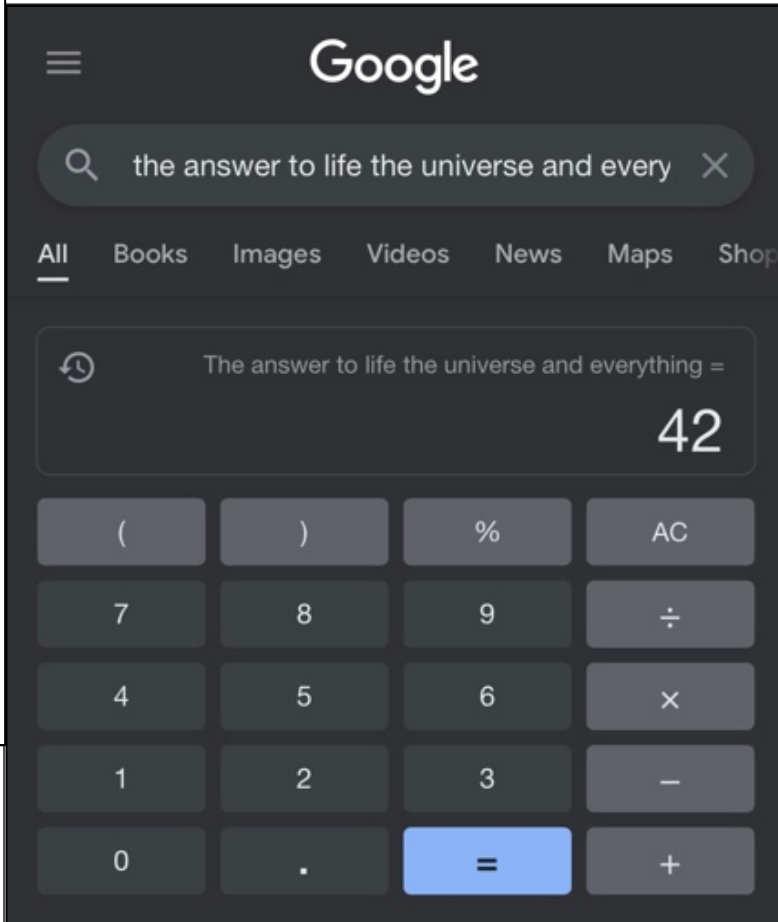 Google
the answer to life the universe and every
All Books Images Videos News Maps Shop
The answer to life the universe and everything =
42
( ) % AC
7 8 9 ÷
4 5 6 ×
1 2 3 −
0 . = +